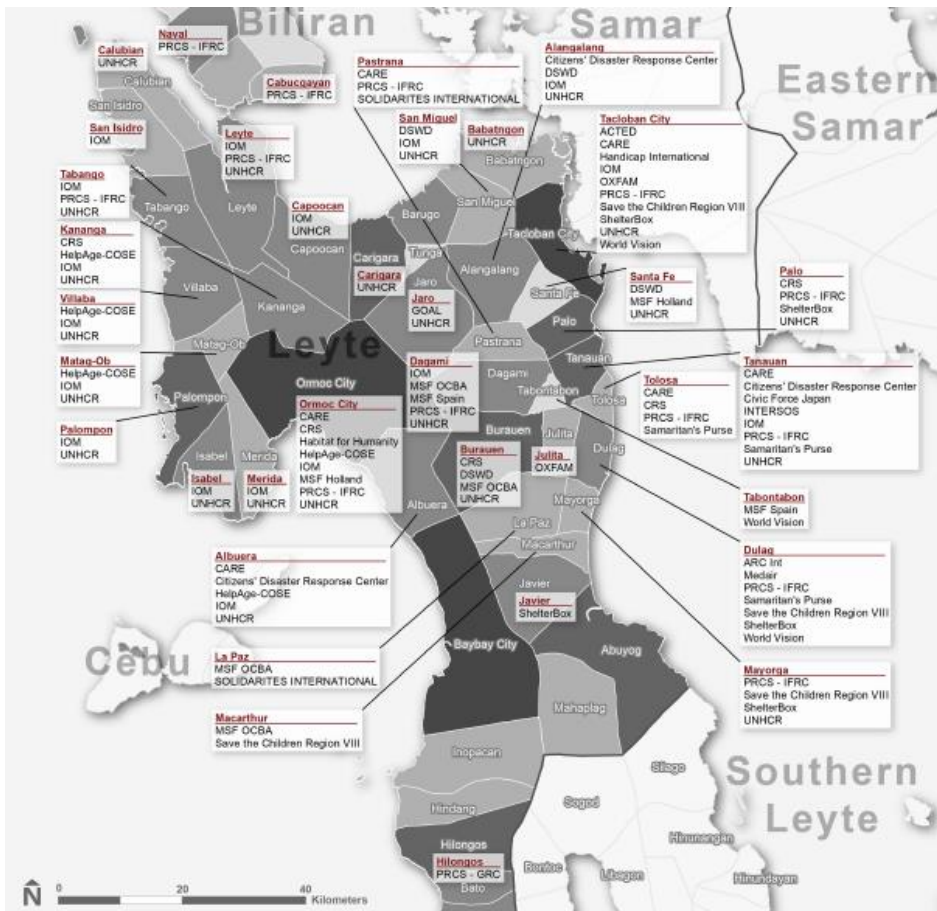 Biliran
Samar
Eastern
Samar
Naval
PRCS - IFRC
Calubian
UNHCR
Calubian
Cabucgayan
PRCS - IFRC
San Isidro
San Isidro
IOM
Leyte
IOM
PRCS - IFRC
UNHCR
Pastrana
CARE
PRCS - IFRC
SOLIDARITES INTERNATIONAL
Alangalang
Citizens' Disaster Response Center
DSWD
IOM
UNHCR
San Miguel
DSWD
IOM
UNHCR
Babatngon
UNHCR
Babatngon
Tacloban City
ACTED
CARE
Handicap International
IOM
OXFAM
PRCS - IFRC
Save the Children Region VIII
ShelterBox
UNHCR
World Vision
Tabango
IOM
PRCS - IFRC
UNHCR
Tabango
Leyte
Capoocan
IOM
UNHCR
Capoocan
Barugo
San Miguel
Tacloban City
Kananga
CRS
HelpAge-COSE
IOM
UNHCR
Carigara
Carigara
UNHCR
Tunga
Alangalang
Jaro
Jaro
GOAL
UNHCR
Santa Fe
Santa Fe
DSWD
MSF Holland
UNHCR
Palo
CRS
PRCS - IFRC
ShelterBox
UNHCR
Villaba
HelpAge-COSE
IOM
UNHCR
Villaba
Kananga
Palo
Leyte
Matag-Ob
Pastrana
Tanauan
Matag-Ob
HelpAge-COSE
IOM
UNHCR
Ormoc City
Dagami
IOM
MSF OCBA
MSF Spain
PRCS - IFRC
UNHCR
Dagami
Tabontabon
Tolosa
Tolosa
CARE
CRS
PRCS - IFRC
Samaritan's Purse
Tanauan
CARE
Citizens' Disaster Response Center
Civic Force Japan
INTERSOS
IOM
PRCS - IFRC
Samaritan's Purse
UNHCR
Palompon
Palompon
IOM
UNHCR
Ormoc City
CARE
CRS
Habitat for Humanity
HelpAge-COSE
IOM
MSF Holland
PRCS - IFRC
UNHCR
Burauen
Julita
Dulag
Isabel
Merida
Isabel
IOM
UNHCR
Merida
IOM
UNHCR
Burauen
CRS
DSWD
MSF OCBA
UNHCR
Julita
OXFAM
Tabontabon
MSF Spain
World Vision
Albuera
Mayorga
La Paz
Macarthur
Albuera
CARE
Citizens' Disaster Response Center
HelpAge-COSE
IOM
UNHCR
Javier
Javier
ShelterBox
Dulag
ARC Int
Medair
PRCS - IFRC
Samaritan's Purse
Save the Children Region VIII
ShelterBox
World Vision
Cebu
La Paz
MSF OCBA
SOLIDARITES INTERNATIONAL
Baybay City
Abuyog
Mayorga
PRCS - IFRC
Save the Children Region VIII
ShelterBox
UNHCR
Macarthur
MSF OCBA
Save the Children Region VIII
Mahaplag
Inopacan
Silago
Southern
Leyte
Sogod
Hindang
Hinunangan
Hilongos
Hilongos
PRCS - GRC
Bato
Bontoc
Libagon
Hinundayan
N
0 20 40
Kilometers